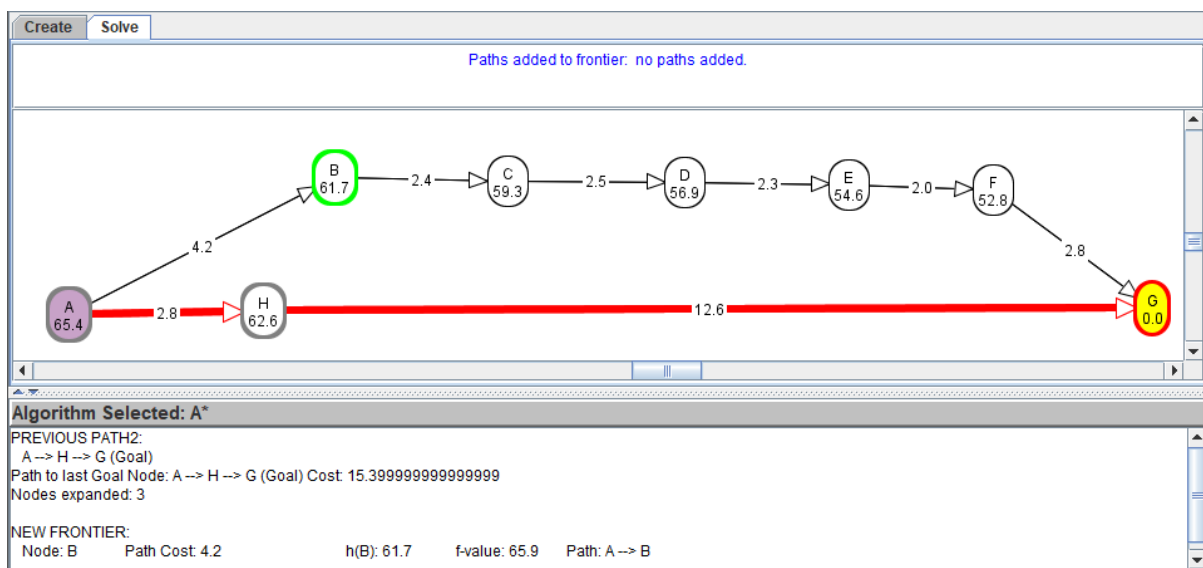 Create Solve
Paths added to frontier: no paths added.
B
61.7
2.4
C
59.3
2.5
D
56.9
2.3
E
54.6
2.0
F
52.8
4.2
2.8
A
65.4
2.8
H
62.6
12.6
G
0.0
Algorithm Selected: A*
PREVIOUS PATH2:
A --> H --> G (Goal)
Path to last Goal Node: A --> H --> G (Goal) Cost: 15.399999999999999
Nodes expanded: 3
NEW FRONTIER:
Node: B Path Cost: 4.2 h(B): 61.7 f-value: 65.9 Path: A --> B